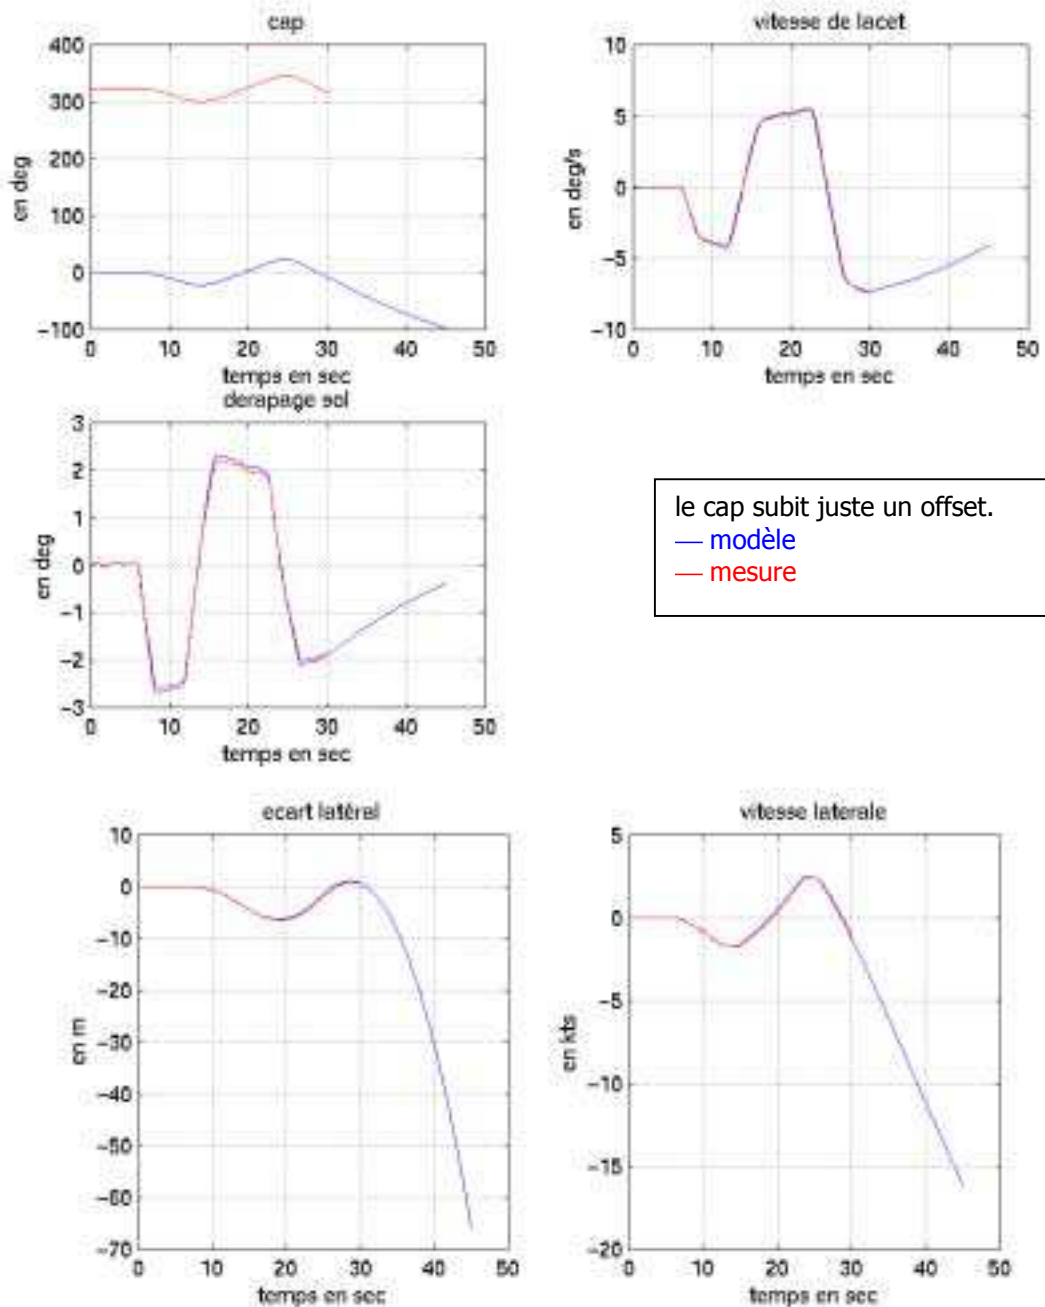 cap
400
300
200
100
0
−100
en deg
0 10 20 30 40 50
temps en sec
vitesse de lacet
10
5
0
−5
−10
en deg/s
0 10 20 30 40 50
temps en sec
derapage sol
3
2
1
0
−1
−2
−3
en deg
0 10 20 30 40 50
temps en sec
le cap subit juste un offset.
— modèle
— mesure
ecart latéral
10
0
−10
−20
−30
−40
−50
−60
−70
en m
0 10 20 30 40 50
temps en sec
vitesse laterale
5
0
−5
−10
−15
−20
en kts
0 10 20 30 40 50
temps en sec